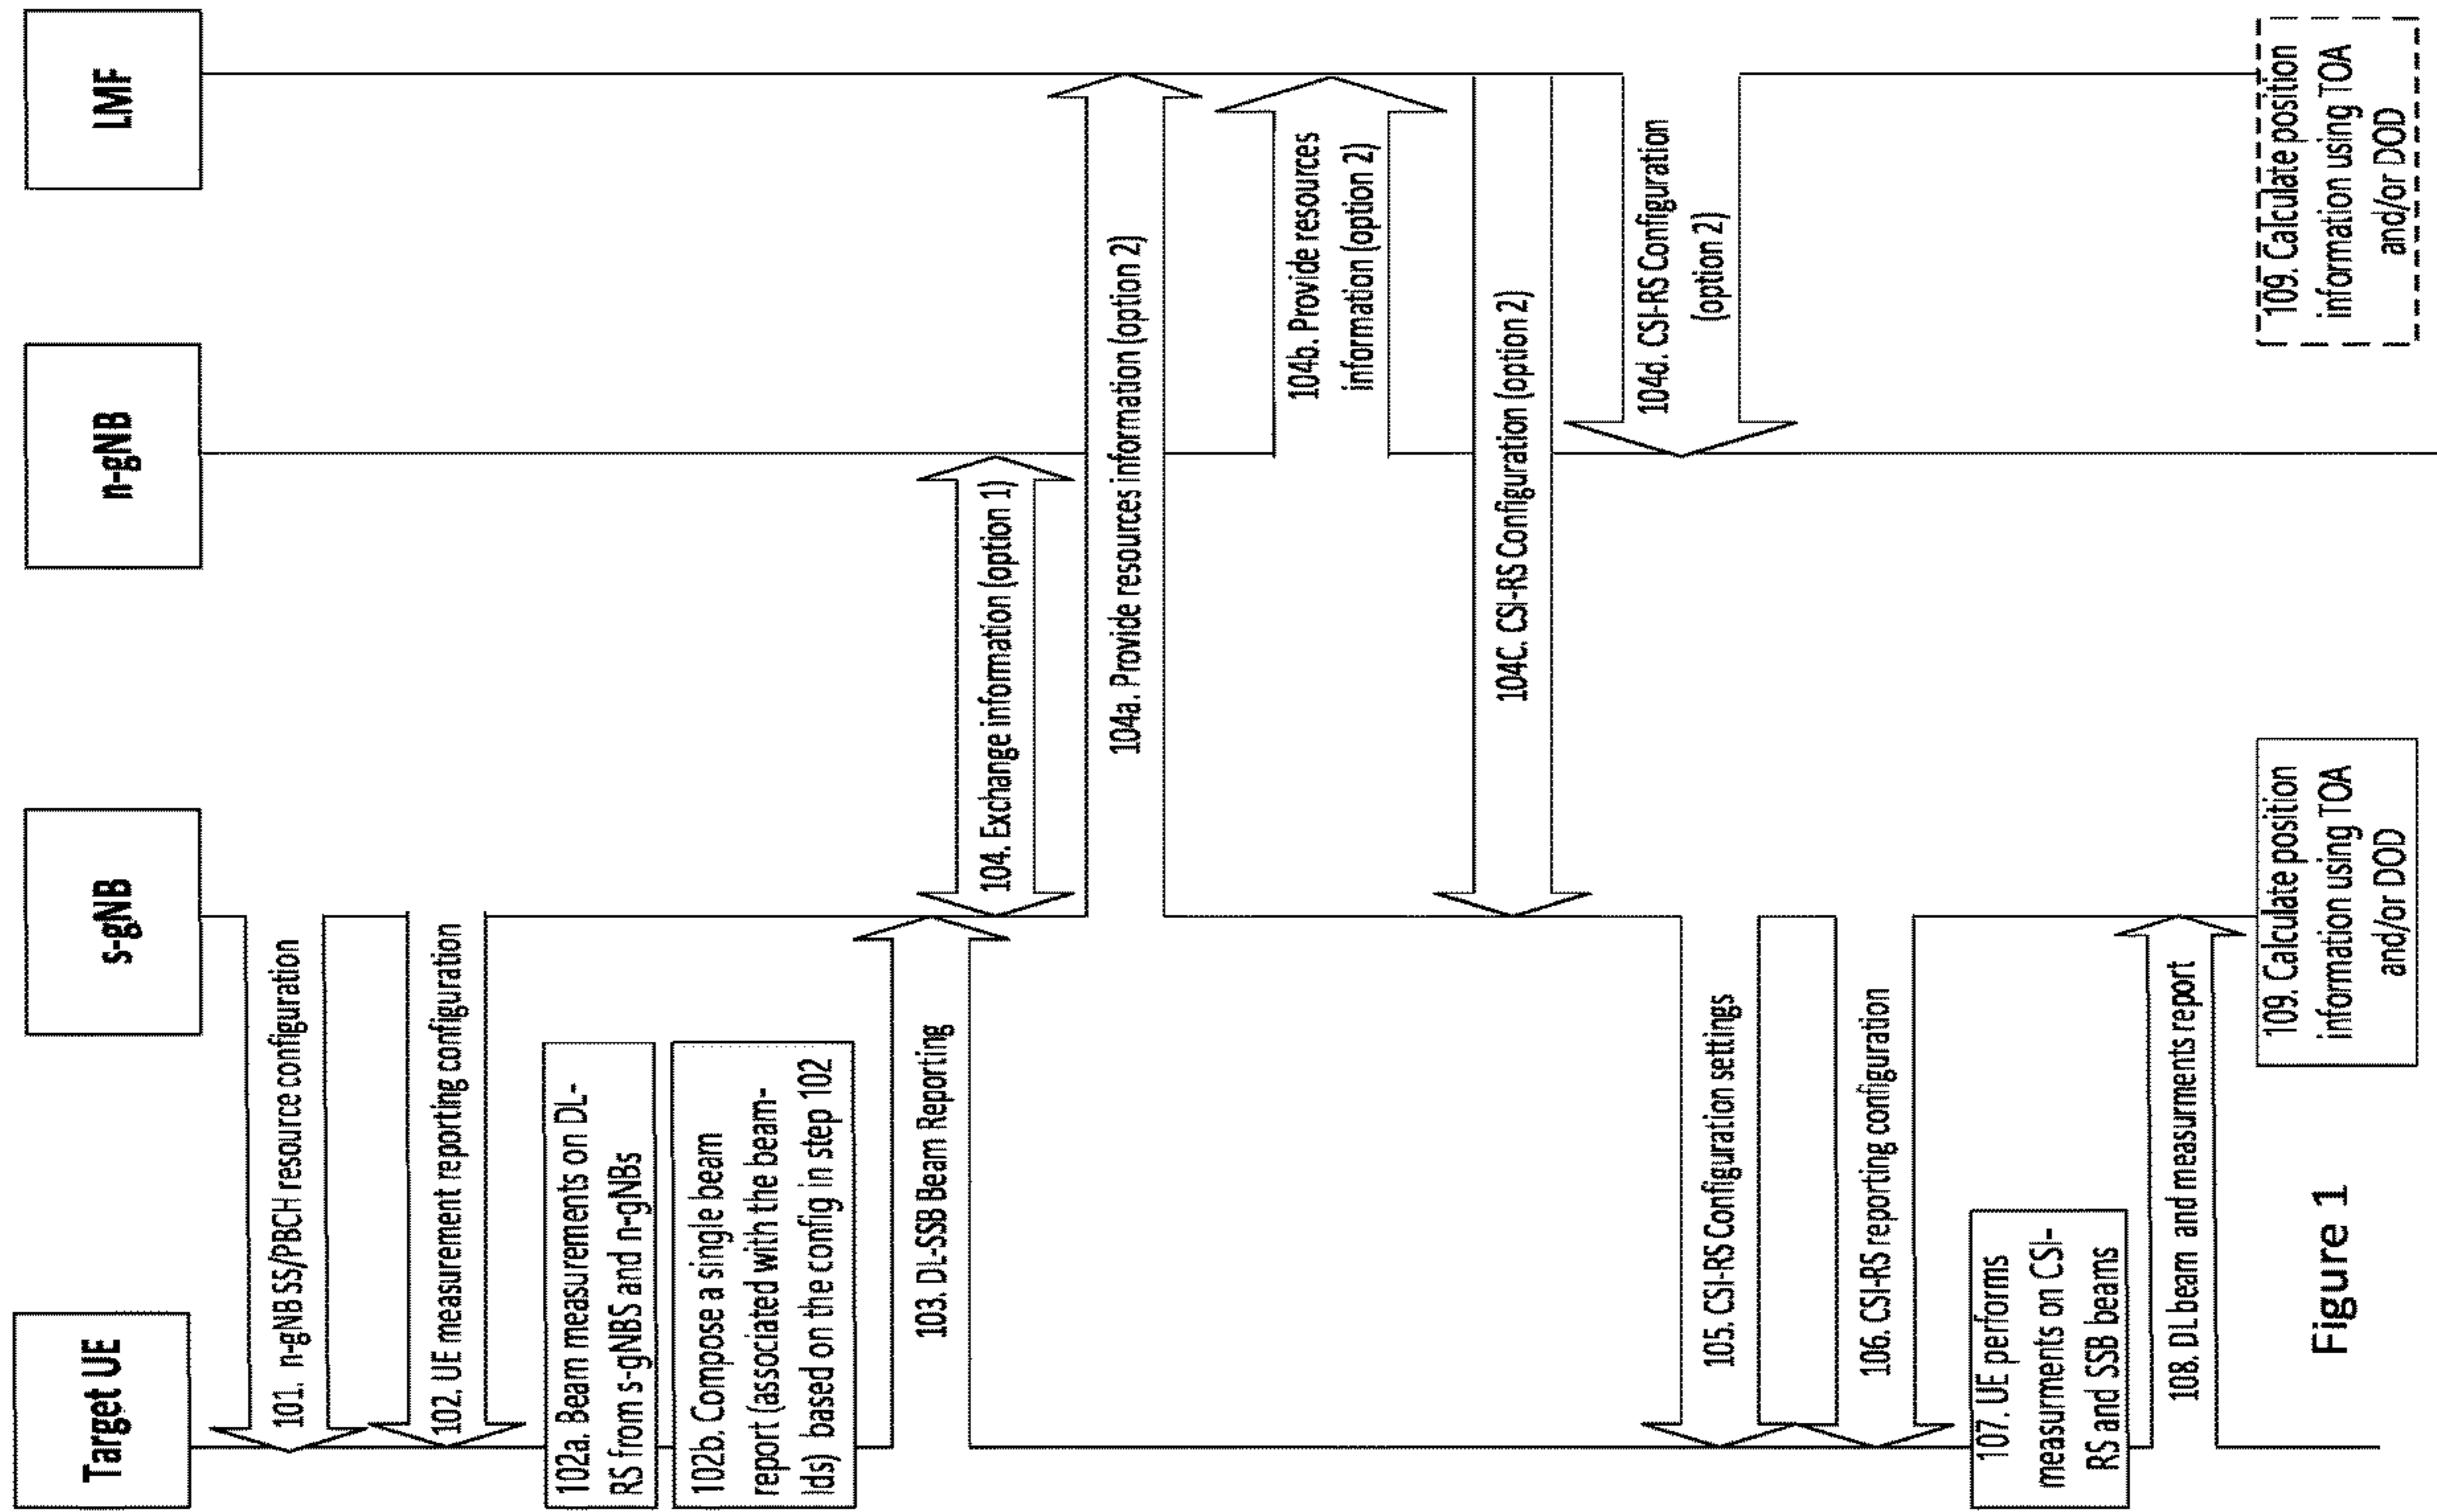 Target UE
s-gNB
n-gNB
LMF
101. n-gNB SS/PBCH resource configuration
102. UE measurement reporting configuration
102a. Beam measurements on DL-
RS from s-gNBS and n-gNBs
102b. Compose a single beam
report (associated with the beam-
Ids) based on the config in step 102
103. DL-SSB Beam Reporting
104. Exchange information (option 1)
104a. Provide resources information (option 2)
104b. Provide resources
information (option 2)
104C. CSI-RS Configuration (option 2)
104d. CSI-RS Configuration
(option 2)
105. CSI-RS Configuration settings
106. CSI-RS reporting configuration
107. UE performs
measurments on CSI-
RS and SSB beams
108. DL beam and measurments report
109. Calculate position
information using TOA
and/or DOD
109. Calculate position
information using TOA
and/or DOD
Figure 1